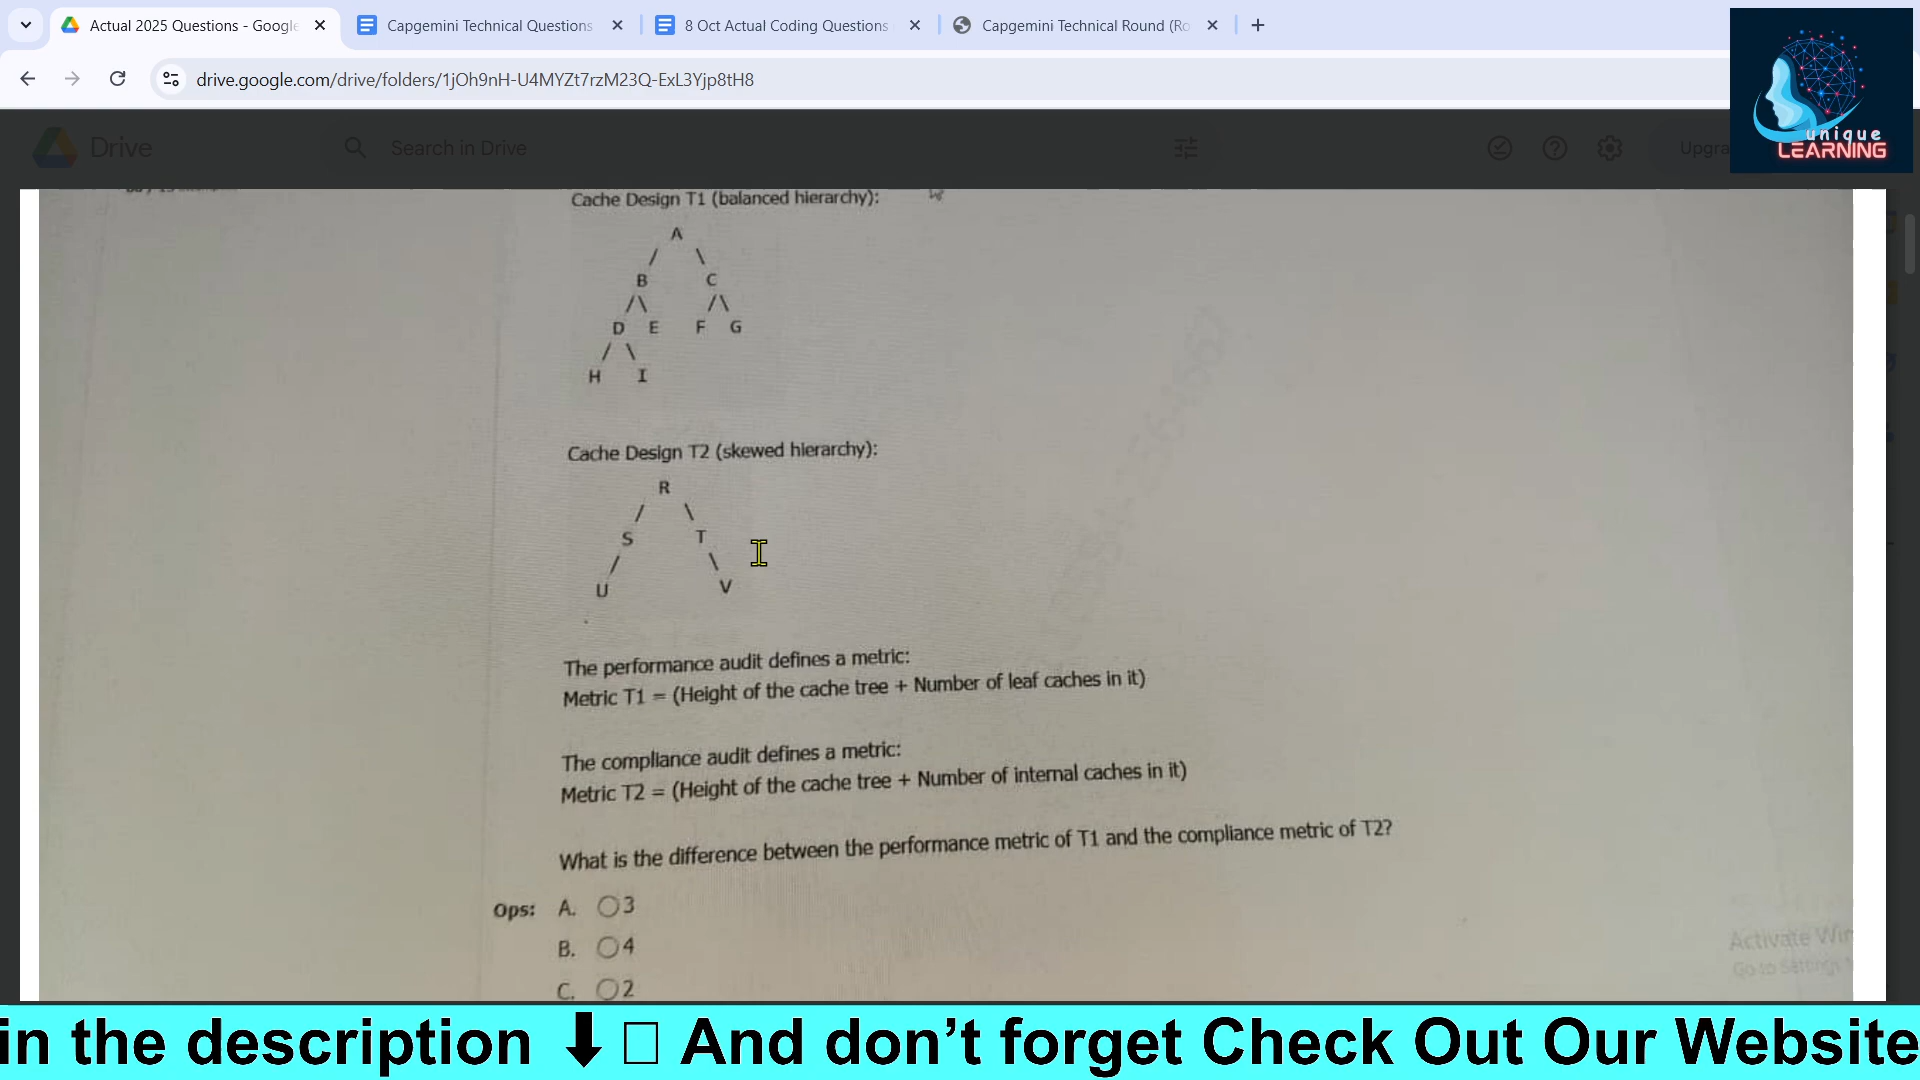 Actual 2025 Questions - Google
Capgemini Technical Questions
8 Oct Actual Coding Questions
Capgemini Technical Round (Ro
drive.google.com/drive/folders/1jOh9nH-U4MYZt7rzM23Q-ExL3Yjp8tH8
unique
LEARNING
Drive
Search in Drive
Upgra
Cache Design T1 (balanced hierarchy):
A
/ \
B C
/\ /\
D E F G
/ \
H I
Cache Design T2 (skewed hierarchy):
R
/ \
S T
/ \
U V
The performance audit defines a metric:
Metric T1 = (Height of the cache tree + Number of leaf caches in it)
The compliance audit defines a metric:
Metric T2 = (Height of the cache tree + Number of internal caches in it)
What is the difference between the performance metric of T1 and the compliance metric of T2?
Ops: A. 3
B. 4
C. 2
Activate Win
Go to Settings
in the description ⬇ And don’t forget Check Out Our Website